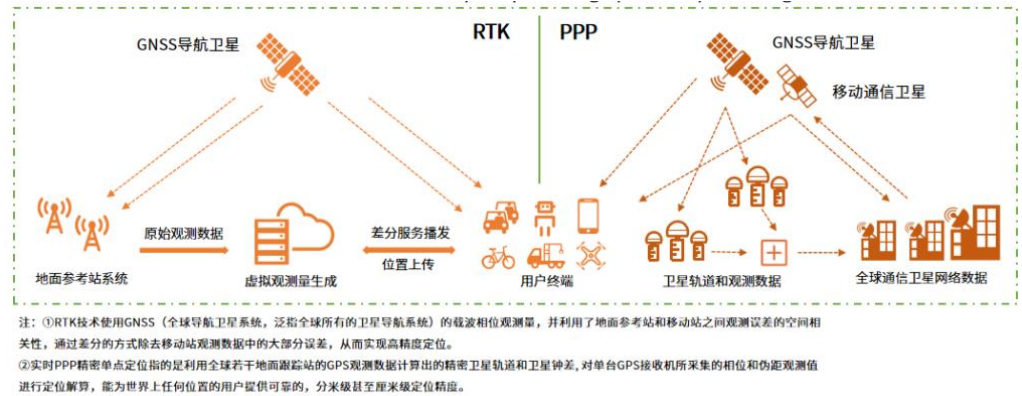 RTK
PPP
GNSS导航卫星
GNSS导航卫星
移动通信卫星
原始观测数据
差分服务播发
位置上传
地面参考站系统
虚拟观测量生成
用户终端
卫星轨道和观测数据
全球通信卫星网络数据
注：①RTK技术使用GNSS（全球导航卫星系统，泛指全球所有的卫星导航系统）的载波相位观测量，并利用了地面参考站和移动站之间观测误差的空间相
关性，通过差分的方式除去移动站观测数据中的大部分误差，从而实现高精度定位。
②实时PPP精密单点定位指的是利用全球若干地面跟踪站的GPS观测数据计算出的精密卫星轨道和卫星钟差, 对单台GPS接收机所采集的相位和伪距观测值
进行定位解算，能为世界上任何位置的用户提供可靠的，分米级甚至厘米级定位精度。